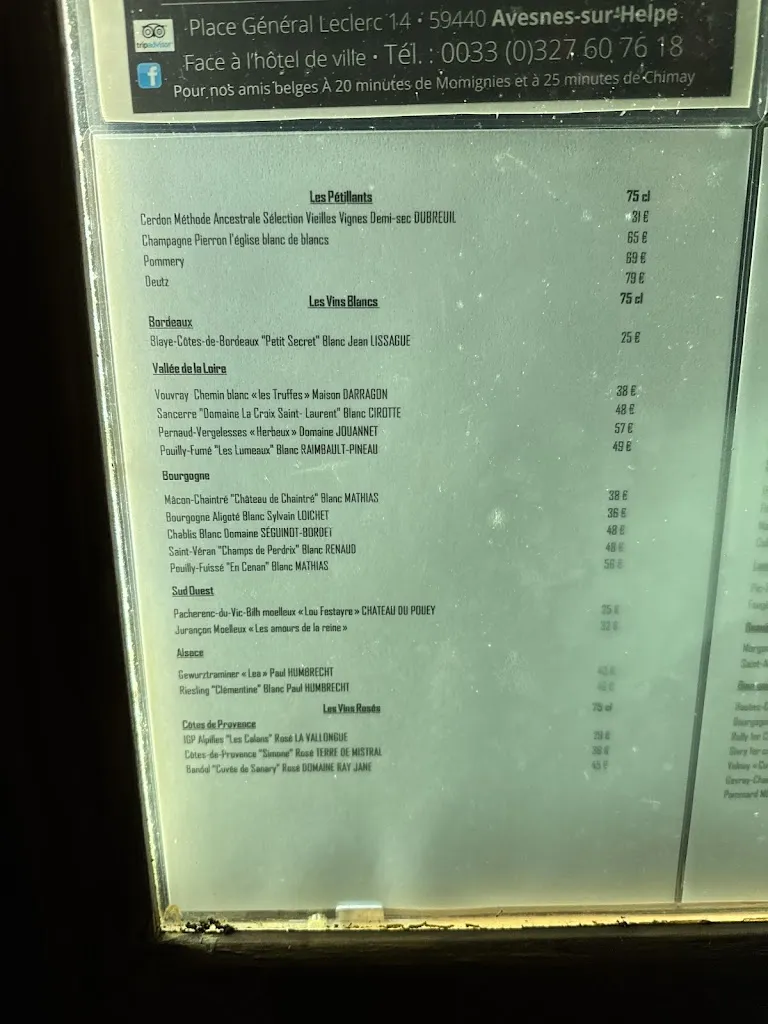 tripadvisor
Place Général Leclerc 14 • 59440 Avesnes-sur-Helpe
Face à l'hôtel de ville • Tél. : 0033 (0)327 60 76 18
Pour nos amis belges À 20 minutes de Momignies et à 25 minutes de Chimay
Les Pétillants 75 cl
Cerdon Méthode Ancestrale Sélection Vieilles Vignes Demi-sec DUBREUIL 31 €
Champagne Pierron l'église blanc de blancs 65 €
Pommery 69 €
Deutz 79 €
Les Vins Blancs 75 cl
Bordeaux
Blaye-Côtes-de-Bordeaux "Petit Secret" Blanc Jean LISSAGUE 25 €
Vallée de la Loire
Vouvray Chemin blanc « les Truffes » Maison DARRAGON 38 €
Sancerre "Domaine La Croix Saint- Laurent" Blanc CIROTTE 48 €
Pernaud-Vergelesses « Herbeux » Domaine JOUANNET 57 €
Pouilly-Fumé "Les Lumeaux" Blanc RAIMBAULT-PINEAU 49 €
Bourgogne
Mâcon-Chaintré "Château de Chaintré" Blanc MATHIAS 38 €
Bourgogne Aligoté Blanc Sylvain LOICHET 36 €
Chablis Blanc Domaine SÉGUINOT-BORDET 48 €
Saint-Véran "Champs de Perdrix" Blanc RENAUD 48 €
Pouilly-Fuissé "En Cenan" Blanc MATHIAS 56 €
Sud Ouest
Pacherenc-du-Vic-Bilh moelleux « Lou Festayre » CHATEAU DU POUEY 25 €
Jurançon Moelleux « Les amours de la reine » 32 €
Alsace
Gewurztraminer « Lea » Paul HUMBRECHT
Riesling "Clémentine" Blanc Paul HUMBRECHT
Les Vins Rosés 75 cl
Côtes de Provence
IGP Alpilles "Les Calans" Rosé LA VALLONGUE
Côtes-de-Provence "Simone" Rosé TERRE DE MISTRAL 38 €
Bandol "Cuvée de Sanary" Rosé DOMAINE RAY JANE 45 €